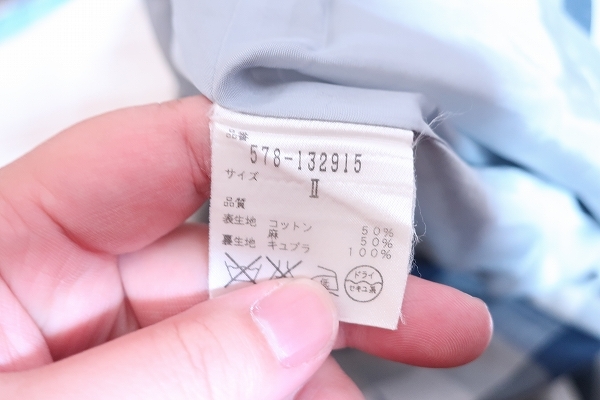 品番
578-132915
サイズ
Ⅱ
品質
表生地 コットン 50%
麻 50%
裏生地 キュプラ 100%
低
ドライ
セキユ系